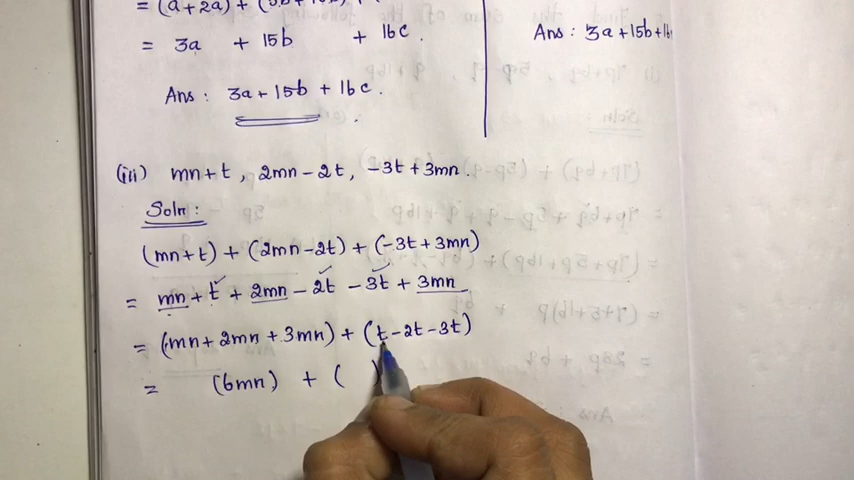 = (a+2a) +
= 3a + 15b + 16c.
Ans : 3a+15b + 16c.
Ans : 3a+15b+16
(iii) mn+t, 2mn-2t, -3t+3mn.
Soln :
(mn+t) + (2mn-2t) + (-3t+3mn)
= mn + t + 2mn - 2t - 3t + 3mn
= (mn+2mn+3mn) + (t-2t-3t)
= (6mn) + ( )